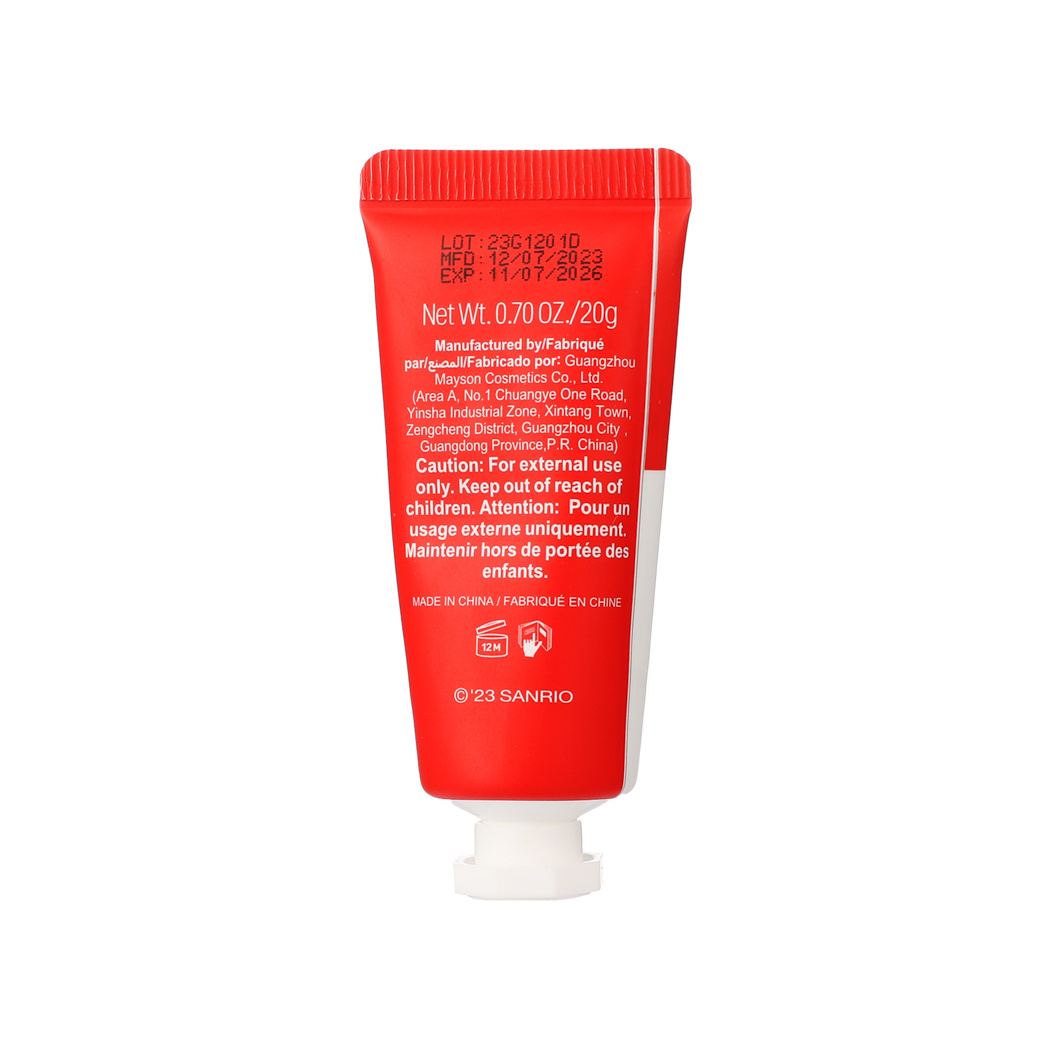 LOT:23G1201D
MFD:12/07/2023
EXP:11/07/2026
Net Wt. 0.70 OZ./20g
Manufactured by/Fabriqué
par/المصنع/Fabricado por: Guangzhou
Mayson Cosmetics Co., Ltd.
(Area A, No.1 Chuangye One Road,
Yinsha Industrial Zone, Xintang Town,
Zengcheng District, Guangzhou City ,
Guangdong Province,P.R. China)
Caution: For external use
only. Keep out of reach of
children. Attention: Pour un
usage externe uniquement.
Maintenir hors de portée des
enfants.
MADE IN CHINA / FABRIQUÉ EN CHINE
12M
©'23 SANRIO